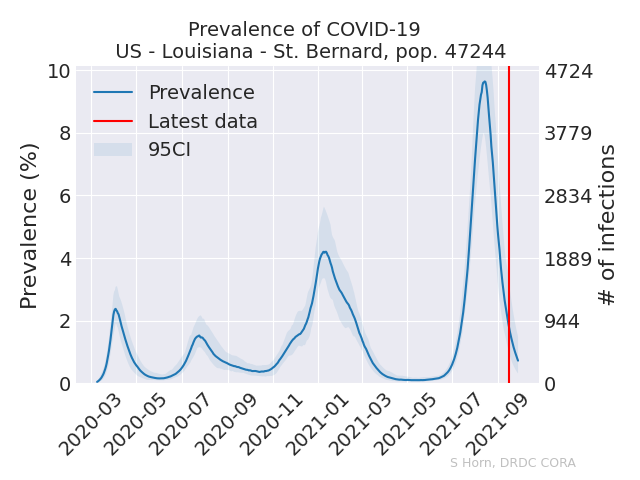 Prevalence of COVID-19
US - Louisiana - St. Bernard, pop. 47244
Prevalence
Latest data
95CI
Prevalence (%)
10
8
6
4
2
0
4724
3779
2834
1889
944
0
# of infections
2020-03
2020-05
2020-07
2020-09
2020-11
2021-01
2021-03
2021-05
2021-07
2021-09
S Horn, DRDC CORA